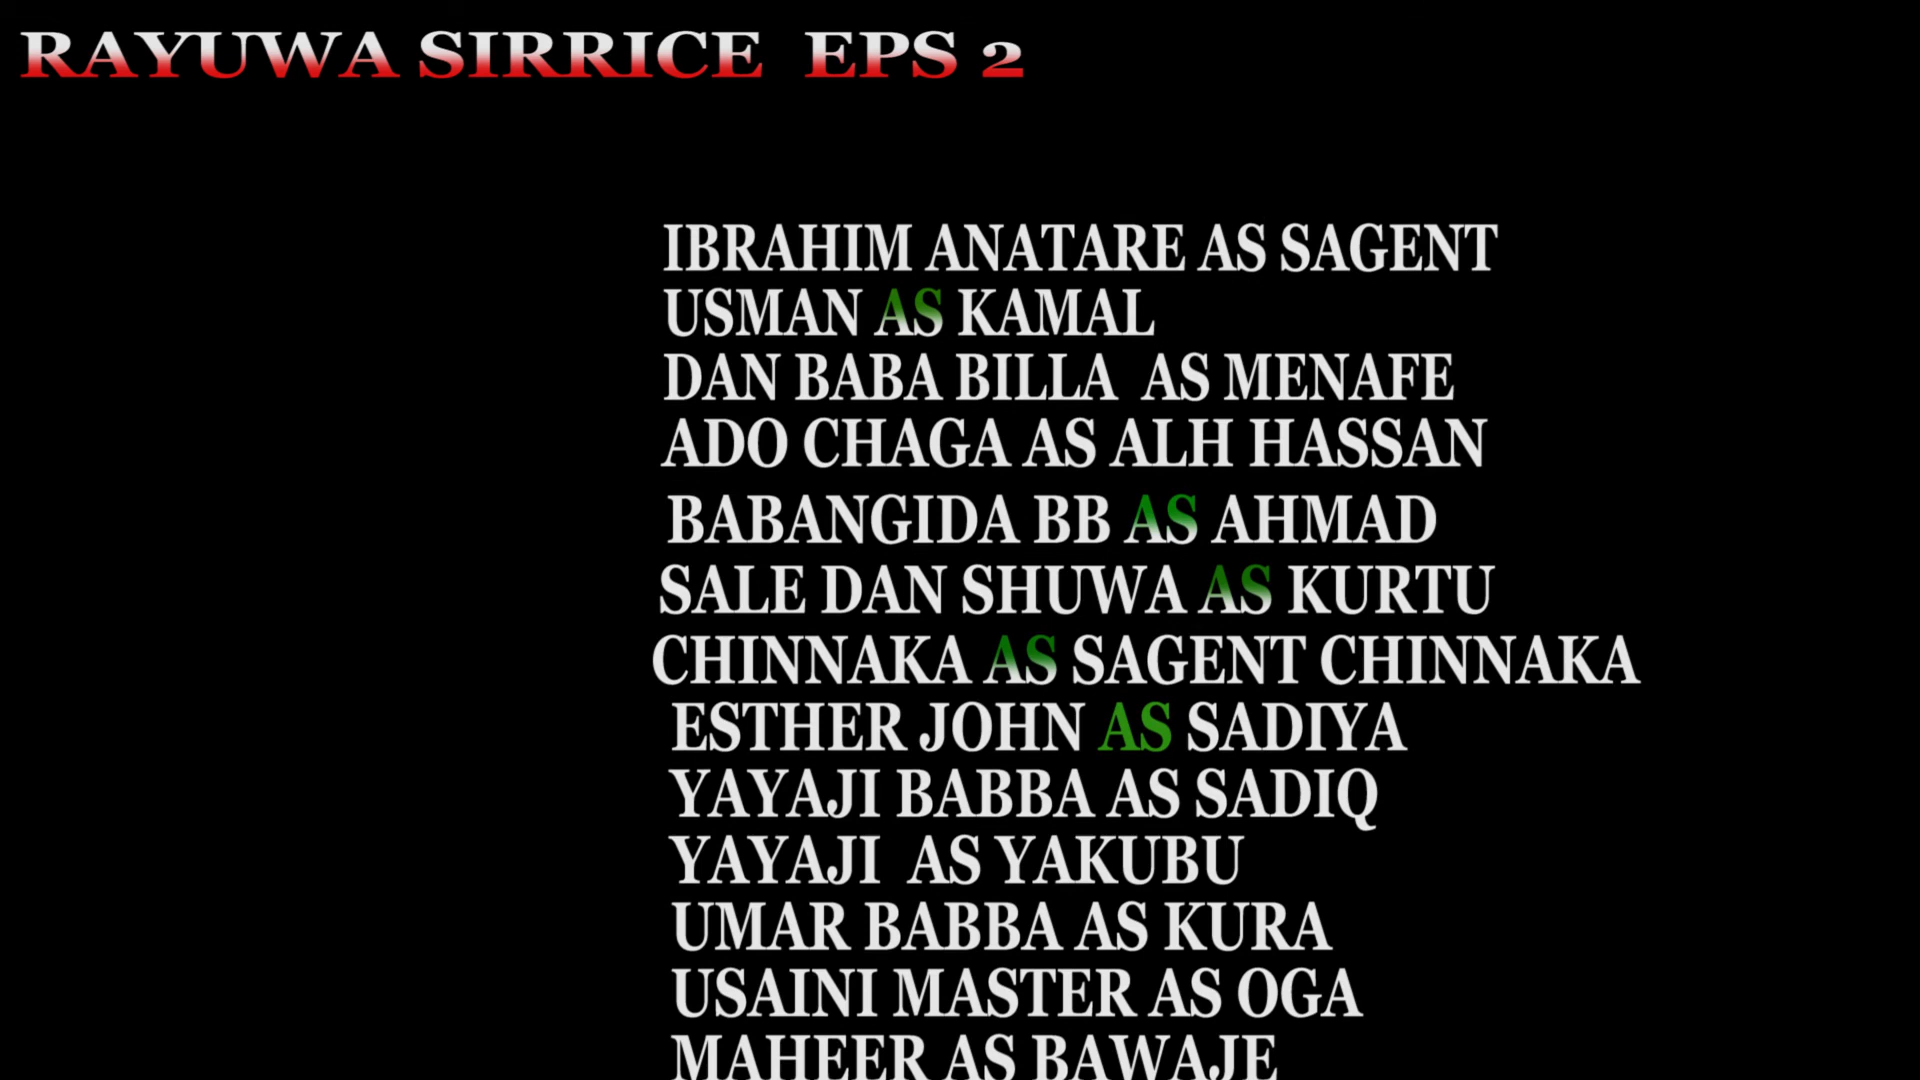 RAYUWA SIRRICE EPS 2
IBRAHIM ANATARE AS SAGENT
USMAN AS KAMAL
DAN BABA BILLA AS MENAFE
ADO CHAGA AS ALH HASSAN
BABANGIDA BB AS AHMAD
SALE DAN SHUWA AS KURTU
CHINNAKA AS SAGENT CHINNAKA
ESTHER JOHN AS SADIYA
YAYAJI BABBA AS SADIQ
YAYAJI AS YAKUBU
UMAR BABBA AS KURA
USAINI MASTER AS OGA
MAHEER AS BAWAJE